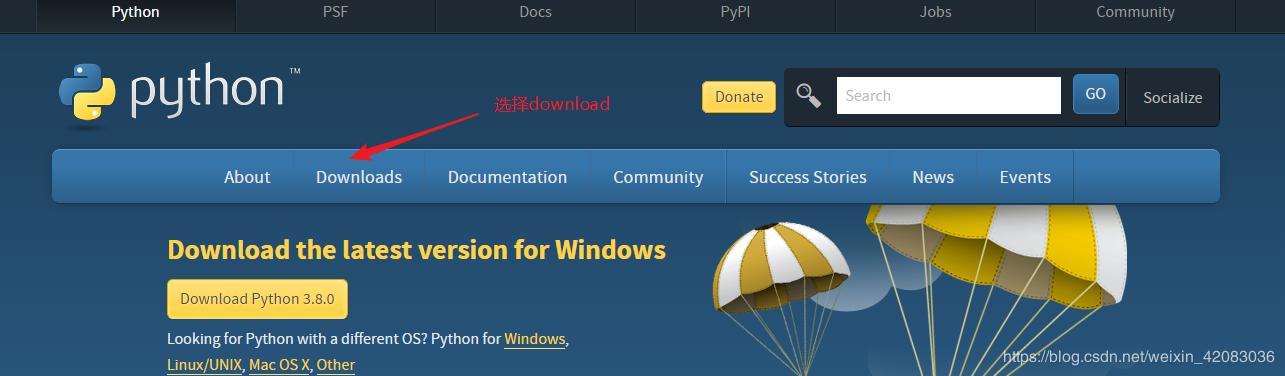 Python PSF Docs PyPI Jobs Community
python™
选择download
Donate Search GO Socialize
About Downloads Documentation Community Success Stories News Events
Download the latest version for Windows
Download Python 3.8.0
Looking for Python with a different OS? Python for Windows,
Linux/UNIX, Mac OS X, Other
https://blog.csdn.net/weixin_42083036